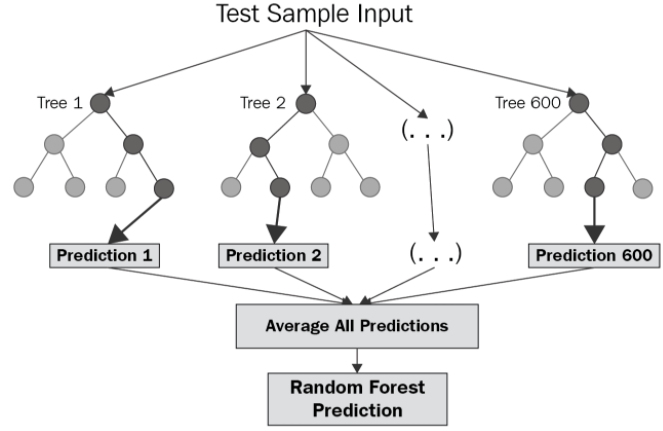 Test Sample Input
Tree 1
Tree 2
(. . .)
Tree 600
Prediction 1
Prediction 2
(. . .)
Prediction 600
Average All Predictions
Random Forest
Prediction